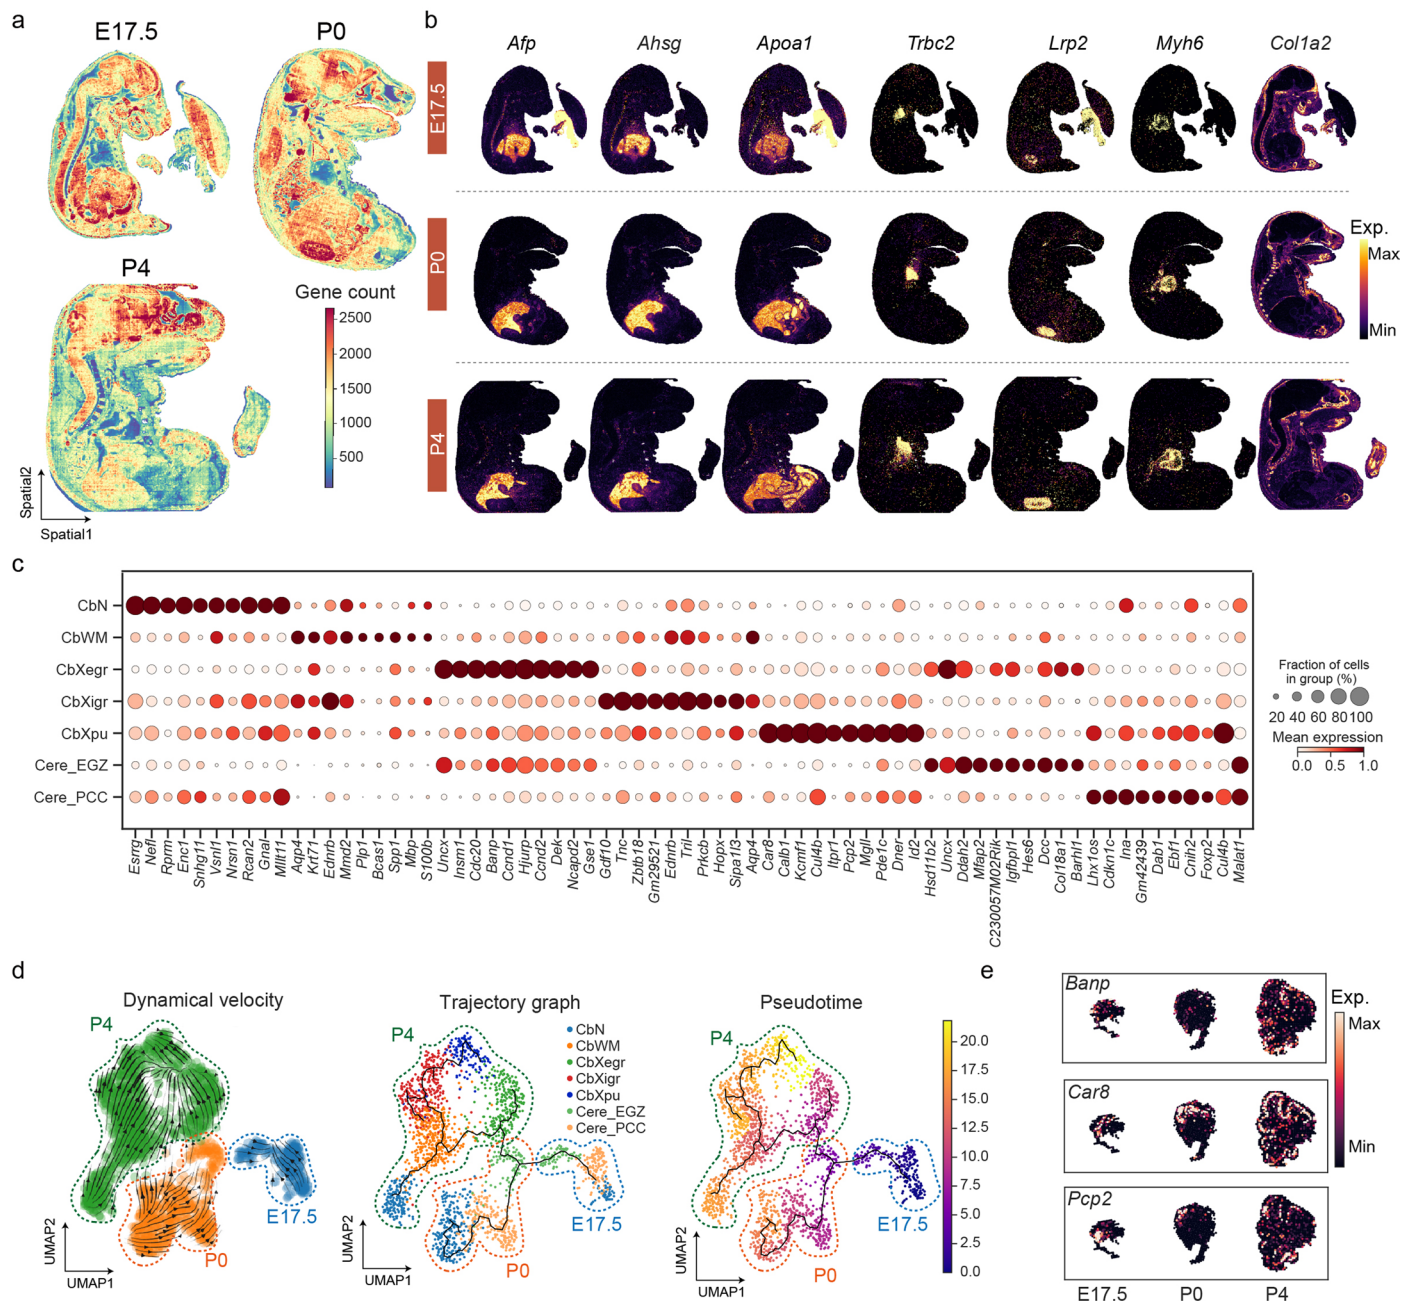 a
E17.5
P0
P4
Gene count
2500
2000
1500
1000
500
Spatial2
Spatial1
b
Afp
Ahsg
Apoa1
Trbc2
Lrp2
Myh6
Col1a2
E17.5
P0
P4
Exp.
Max
Min
c
CbN
CbWM
CbXegr
CbXigr
CbXpu
Cere_EGZ
Cere_PCC
Esrrg
Nefl
Rprm
Enc1
Snhg11
Vsnl1
Nrsn1
Rcan2
Gnal
Mllt11
Aqp4
Krt71
Ednrb
Mmd2
Plp1
Bcas1
Spp1
Mbp
S100b
Uncx
Insm1
Cdc20
Banp
Ccnd1
Hjurp
Ccnd2
Dek
Ncapd2
Gse1
Gdf10
Tnc
Zbtb18
Gm29521
Ednrb
Tril
Prkcb
Hopx
Sipa1l3
Aqp4
Car8
Calb1
Kcmf1
Cul4b
Itpr1
Pcp2
Mgll
Pde1c
Dner
Id2
Hsd11b2
Uncx
Ddah2
Mfap2
C230057M02Rik
Igfbpl1
Hes6
Dcc
Col18a1
Barhl1
Lhx1os
Cdkn1c
Ina
Gm42439
Dab1
Ebf1
Cnih2
Foxp2
Cul4b
Malat1
Fraction of cells
in group (%)
20 40 60 80 100
Mean expression
0.0 0.5 1.0
d
Dynamical velocity
P4
E17.5
P0
UMAP2
UMAP1
Trajectory graph
P4
CbN
CbWM
CbXegr
CbXigr
CbXpu
Cere_EGZ
Cere_PCC
E17.5
P0
UMAP2
UMAP1
Pseudotime
P4
E17.5
P0
UMAP2
UMAP1
20.0
17.5
15.0
12.5
10.0
7.5
5.0
2.5
0.0
e
Banp
Car8
Pcp2
E17.5 P0 P4
Exp.
Max
Min